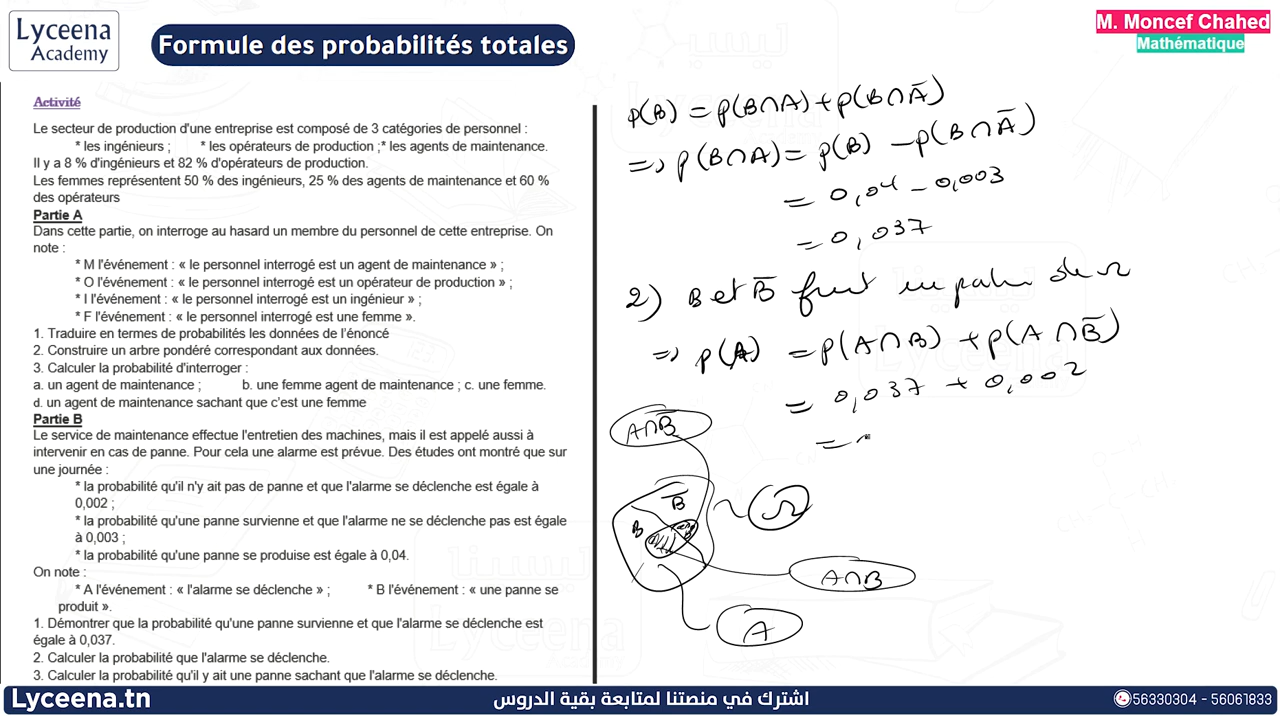 Lyceena
Academy
Formule des probabilités totales
M. Moncef Chahed
Mathématique
Activité
Le secteur de production d'une entreprise est composé de 3 catégories de personnel :
* les ingénieurs ; * les opérateurs de production ;* les agents de maintenance.
Il y a 8 % d'ingénieurs et 82 % d'opérateurs de production.
Les femmes représentent 50 % des ingénieurs, 25 % des agents de maintenance et 60 %
des opérateurs
Partie A
Dans cette partie, on interroge au hasard un membre du personnel de cette entreprise. On
note :
* M l'événement : « le personnel interrogé est un agent de maintenance » ;
* O l'événement : « le personnel interrogé est un opérateur de production » ;
* I l'événement : « le personnel interrogé est un ingénieur » ;
* F l'événement : « le personnel interrogé est une femme ».
1. Traduire en termes de probabilités les données de l'énoncé
2. Construire un arbre pondéré correspondant aux données.
3. Calculer la probabilité d'interroger :
a. un agent de maintenance ; b. une femme agent de maintenance ; c. une femme.
d. un agent de maintenance sachant que c'est une femme
Partie B
Le service de maintenance effectue l'entretien des machines, mais il est appelé aussi à
intervenir en cas de panne. Pour cela une alarme est prévue. Des études ont montré que sur
une journée :
* la probabilité qu'il n'y ait pas de panne et que l'alarme se déclenche est égale à
0,002 ;
* la probabilité qu'une panne survienne et que l'alarme ne se déclenche pas est égale
à 0,003 ;
* la probabilité qu'une panne se produise est égale à 0,04.
On note :
* A l'événement : « l'alarme se déclenche » ; * B l'événement : « une panne se
produit ».
1. Démontrer que la probabilité qu'une panne survienne et que l'alarme se déclenche est
égale à 0,037.
2. Calculer la probabilité que l'alarme se déclenche.
3. Calculer la probabilité qu'il y ait une panne sachant que l'alarme se déclenche.
p(B) = p(B∩A) + p(B∩A̅)
=> p(B∩A) = p(B) - p(B∩A̅)
= 0,04 - 0,003
= 0,037
2) B et B̅ de Ω
=> p(A) = p(A∩B) + p(A∩B̅)
= 0,037 + 0,002
=
A∩B̅
B̅
B
Ω
A∩B
A
Lyceena.tn
اشترك في منصتنا لمتابعة بقية الدروس
56330304 - 56061833